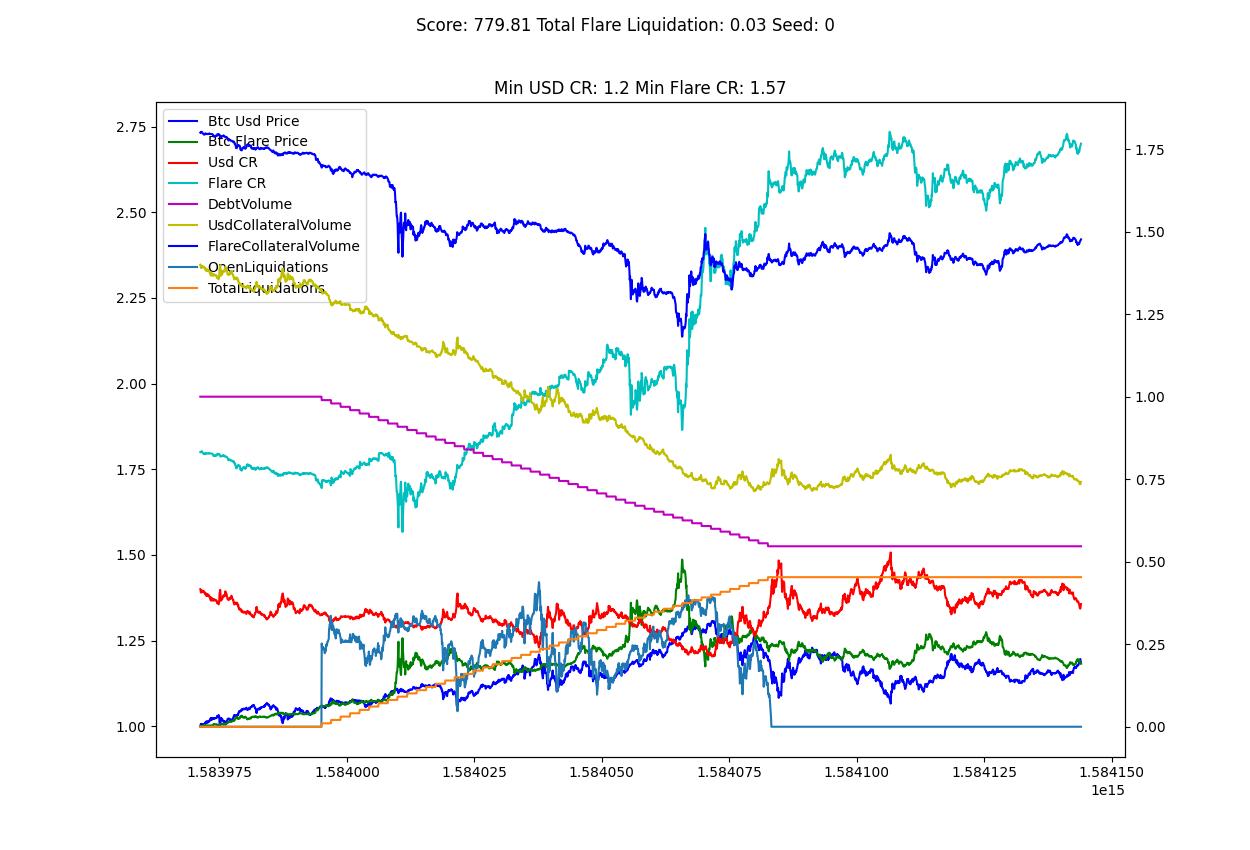 Score: 779.81 Total Flare Liquidation: 0.03 Seed: 0
Min USD CR: 1.2 Min Flare CR: 1.57
Btc Usd Price
Btc Flare Price
Usd CR
Flare CR
DebtVolume
UsdCollateralVolume
FlareCollateralVolume
OpenLiquidations
TotalLiquidations
2.75
2.50
2.25
2.00
1.75
1.50
1.25
1.00
1.75
1.50
1.25
1.00
0.75
0.50
0.25
0.00
1.583975 1.584000 1.584025 1.584050 1.584075 1.584100 1.584125 1.584150
1e15